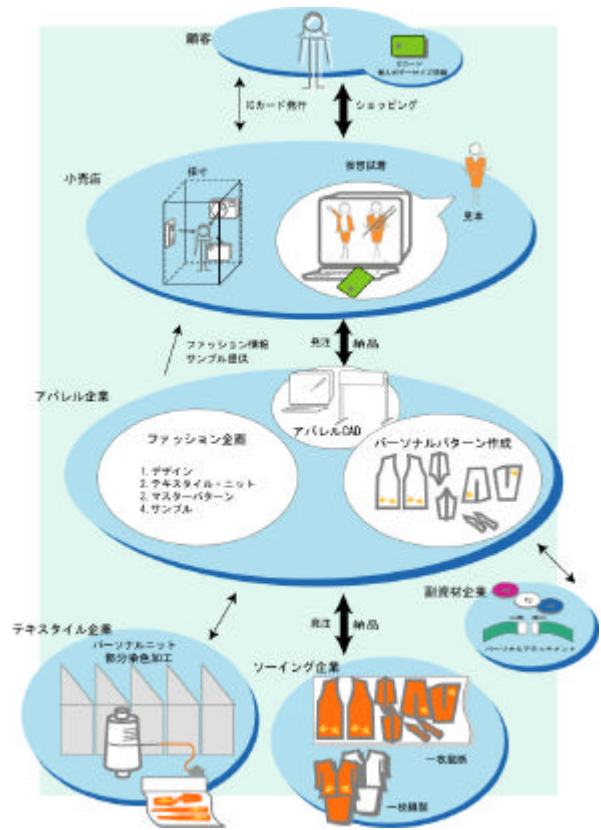 顧客
ICカード
個人ボディーサイズ情報
ICカード発行
ショッピング
小売店
採寸
仮想試着
見本
ファッション情報
サンプル提供
発注
納品
アパレル企業
アパレルCAD
ファッション企画
1.デザイン
2.テキスタイル・ニット
3.マスターパターン
4.サンプル
パーソナルパターン作成
副資材企業
パーソナルアタッチメント
発注
納品
テキスタイル企業
パーソナルニット
部分染色加工
ソーイング企業
一枚裁断
一枚縫製